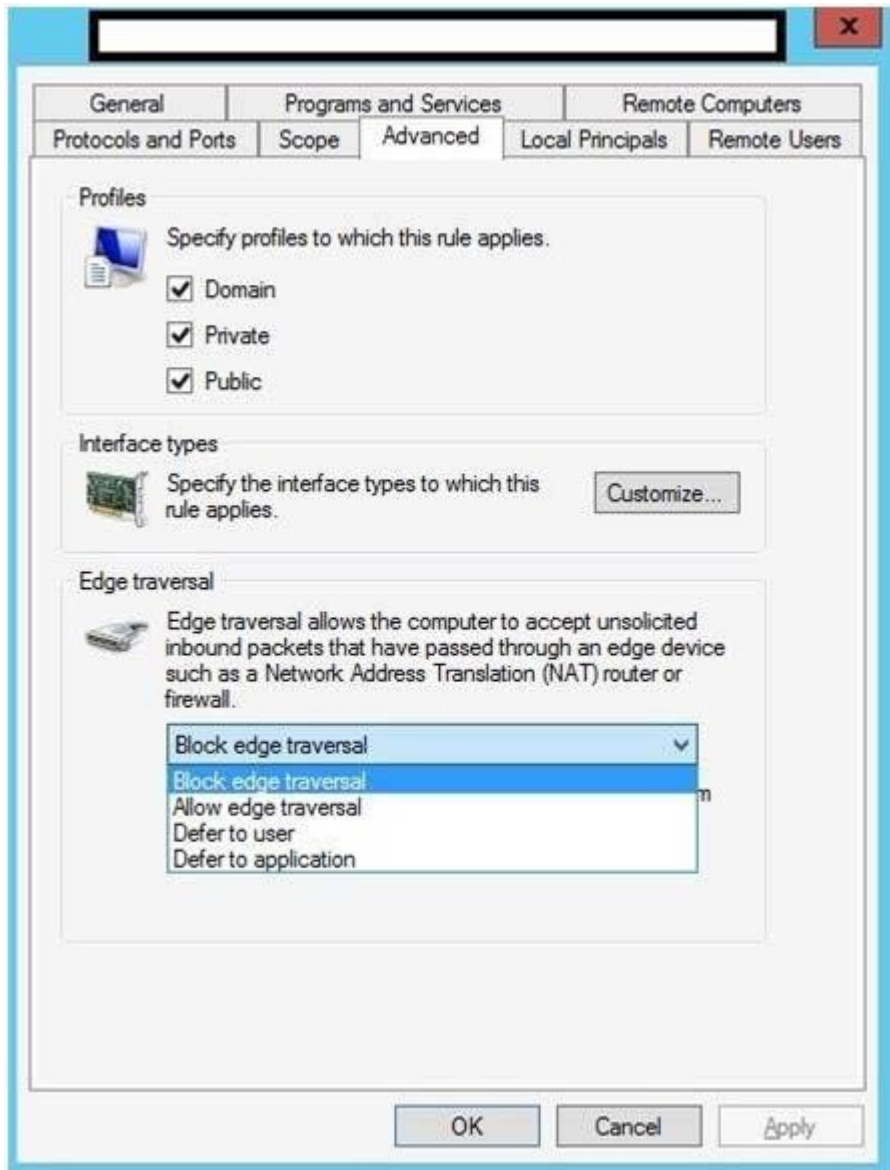 General Programs and Services Remote Computers
Protocols and Ports Scope Advanced Local Principals Remote Users
Profiles
Specify profiles to which this rule applies.
Domain
Private
Public
Interface types
Specify the interface types to which this
rule applies.
Customize...
Edge traversal
Edge traversal allows the computer to accept unsolicited
inbound packets that have passed through an edge device
such as a Network Address Translation (NAT) router or
firewall.
Block edge traversal
Block edge traversal
Allow edge traversal
Defer to user
Defer to application
OK Cancel Apply